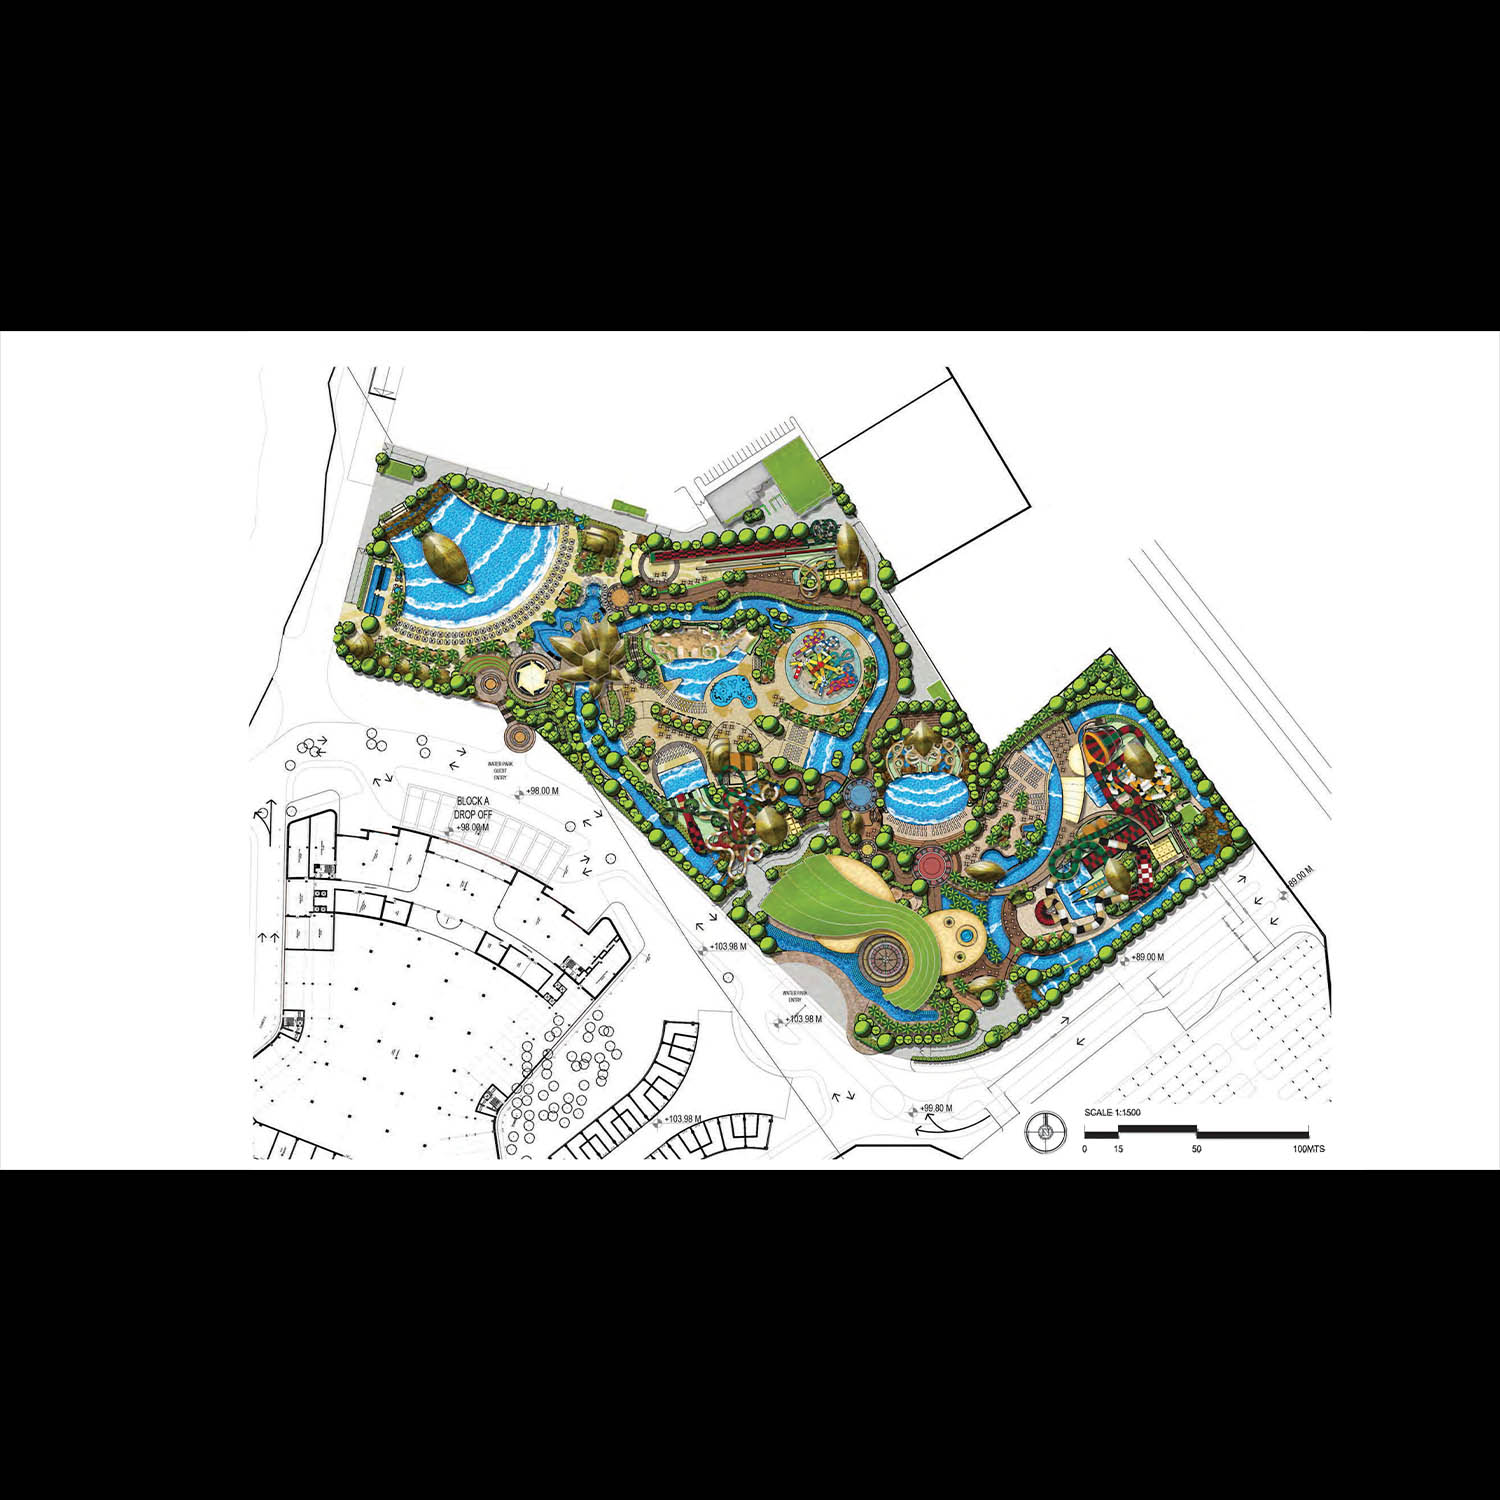 WATER PARK
GUEST
ENTRY
+98.00 M
BLOCK A
DROP OFF
+98.00 M
89.00 M
+103.98 M
+89.00 M
WATER PARK
ENTRY
+103.98 M
+99.80 M
+103.98 M
N
SCALE 1:1500
0 15 50 100MTS